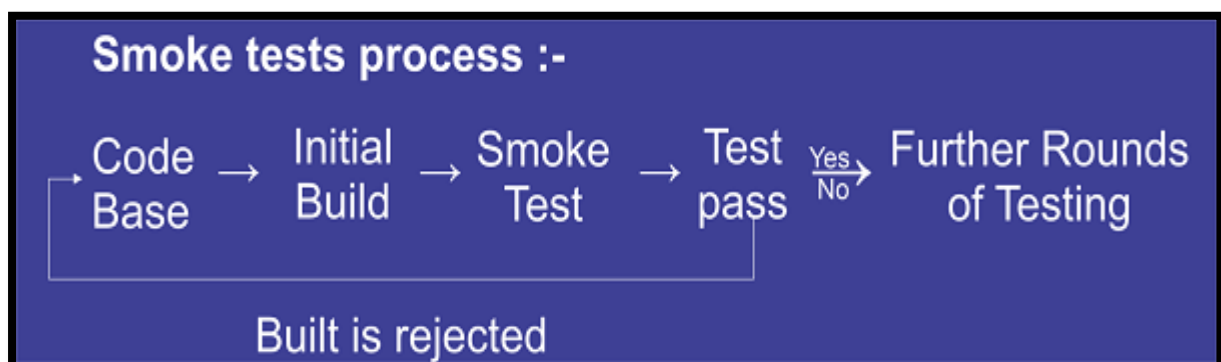 Smoke tests process :-
Code → Initial → Smoke → Test Yes Further Rounds
Base Build Test pass No of Testing
Built is rejected